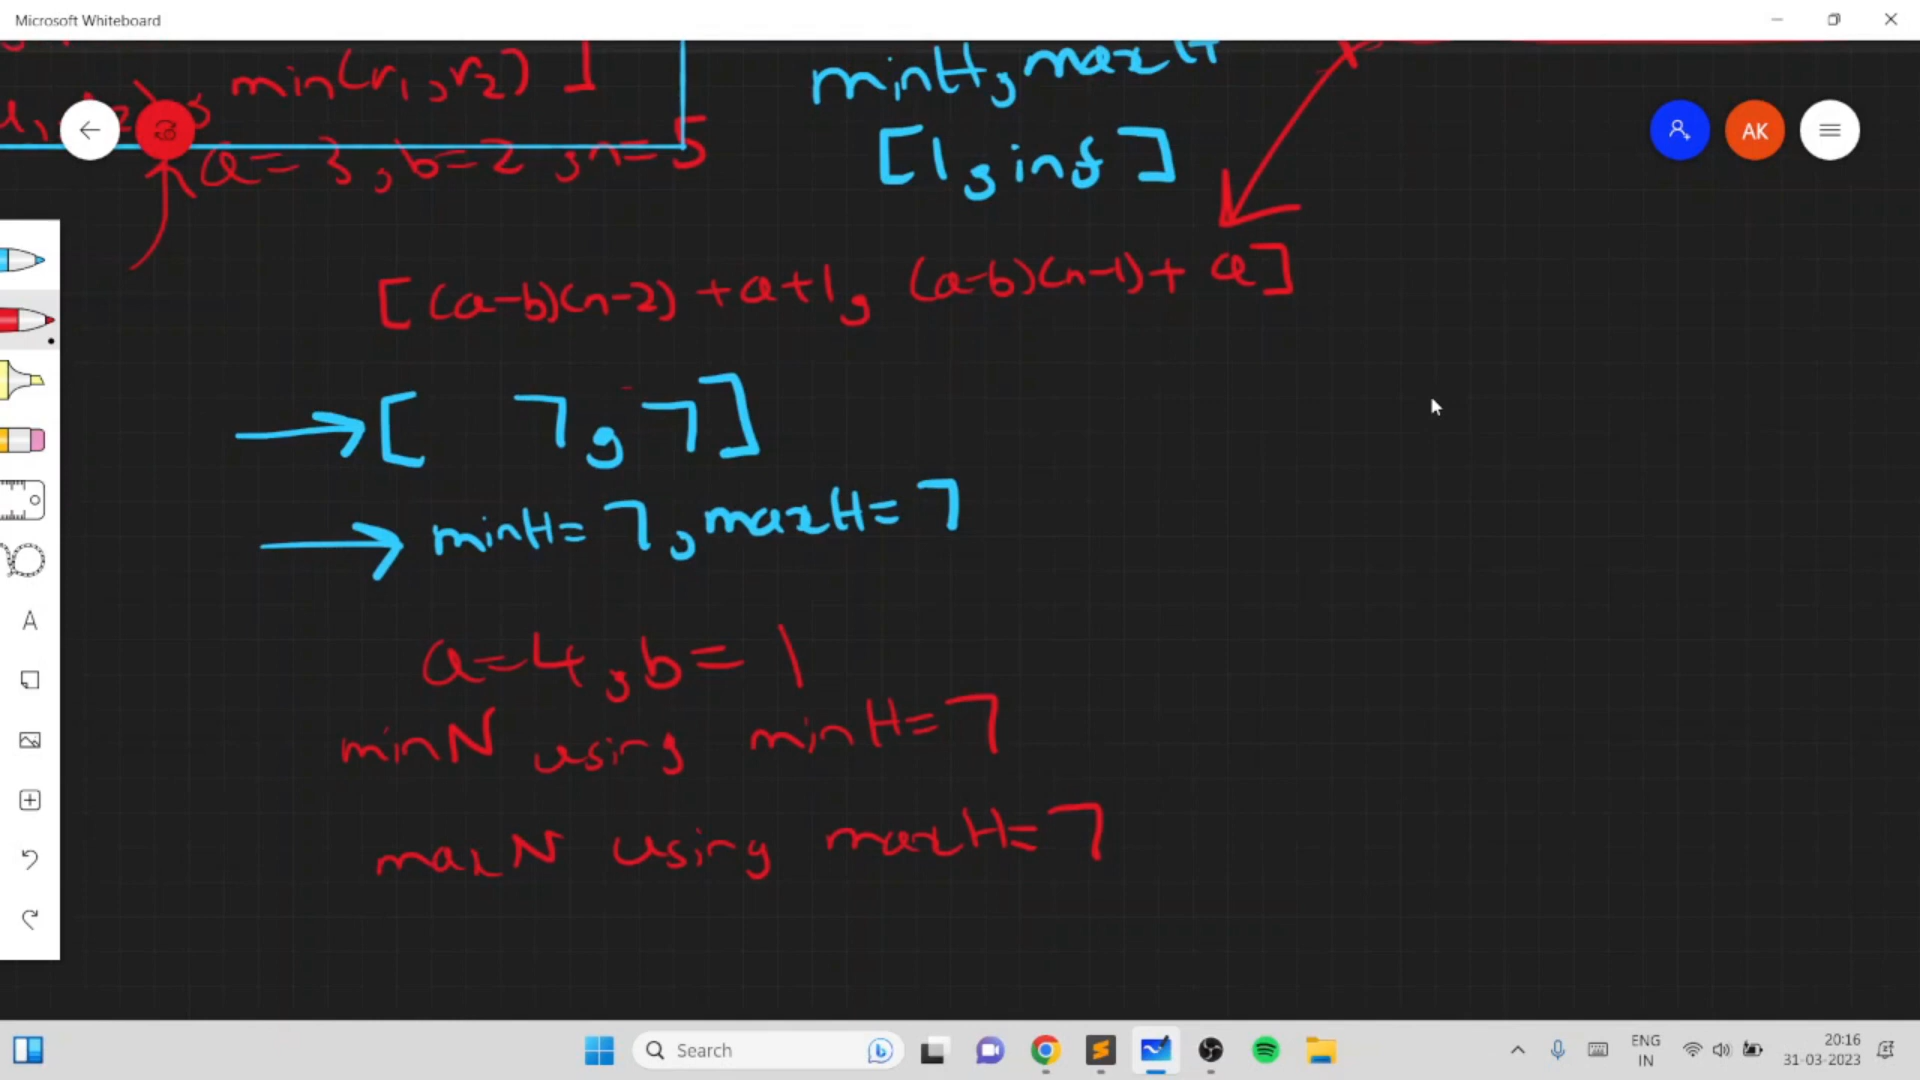 Microsoft Whiteboard
min(r1, r2) ]
a = 3, b = 2, n = 5
minH, maxH
[1, inf]
AK
[(a-b)(n-2) + a + 1, (a-b)(n-1) + a]
[ 7, 7]
minH = 7, maxH = 7
a = 4, b = 1
minN using minH = 7
maxN using maxH = 7
A
Search
ENG
IN
20:16
31-03-2023